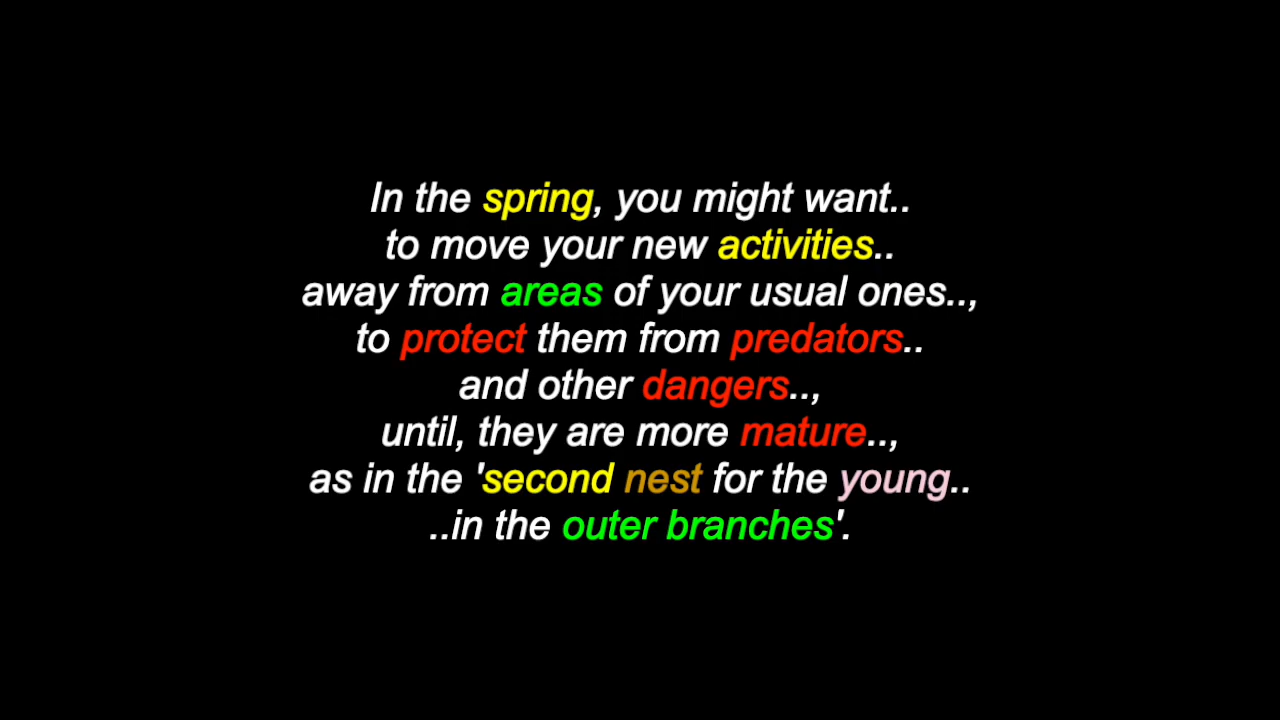 In the spring, you might want..
to move your new activities..
away from areas of your usual ones..,
to protect them from predators..
and other dangers..,
until, they are more mature..,
as in the 'second nest for the young..
..in the outer branches'.